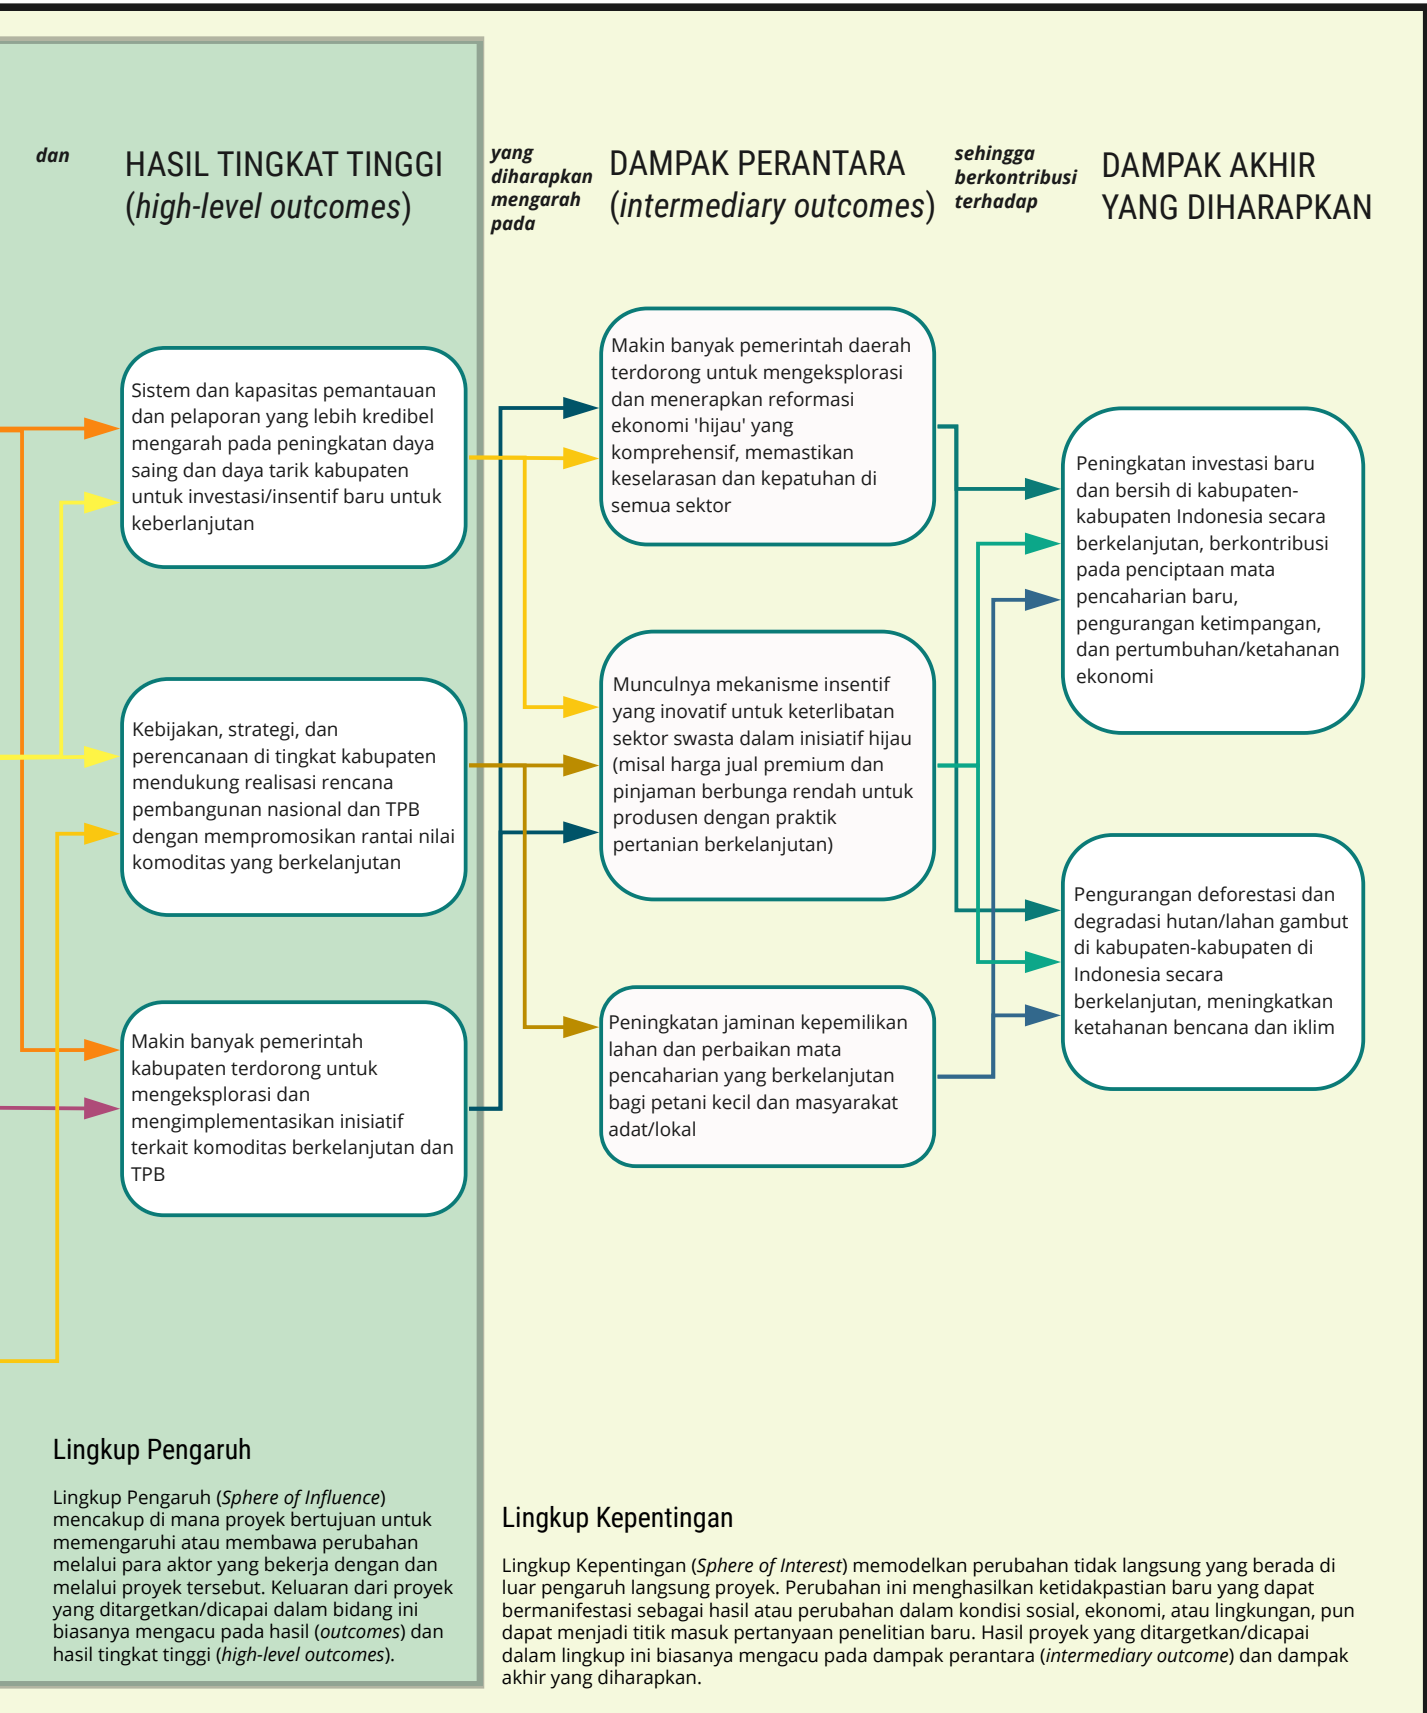 dan
HASIL TINGKAT TINGGI
(high-level outcomes)
yang
diharapkan
mengarah
pada
DAMPAK PERANTARA
(intermediary outcomes)
sehingga
berkontribusi
terhadap
DAMPAK AKHIR
YANG DIHARAPKAN
Sistem dan kapasitas pemantauan
dan pelaporan yang lebih kredibel
mengarah pada peningkatan daya
saing dan daya tarik kabupaten
untuk investasi/insentif baru untuk
keberlanjutan
Kebijakan, strategi, dan
perencanaan di tingkat kabupaten
mendukung realisasi rencana
pembangunan nasional dan TPB
dengan mempromosikan rantai nilai
komoditas yang berkelanjutan
Makin banyak pemerintah
kabupaten terdorong untuk
mengeksplorasi dan
mengimplementasikan inisiatif
terkait komoditas berkelanjutan dan
TPB
Makin banyak pemerintah daerah
terdorong untuk mengeksplorasi
dan menerapkan reformasi
ekonomi 'hijau' yang
komprehensif, memastikan
keselarasan dan kepatuhan di
semua sektor
Munculnya mekanisme insentif
yang inovatif untuk keterlibatan
sektor swasta dalam inisiatif hijau
(misal harga jual premium dan
pinjaman berbunga rendah untuk
produsen dengan praktik
pertanian berkelanjutan)
Peningkatan jaminan kepemilikan
lahan dan perbaikan mata
pencaharian yang berkelanjutan
bagi petani kecil dan masyarakat
adat/lokal
Peningkatan investasi baru
dan bersih di kabupaten-
kabupaten Indonesia secara
berkelanjutan, berkontribusi
pada penciptaan mata
pencaharian baru,
pengurangan ketimpangan,
dan pertumbuhan/ketahanan
ekonomi
Pengurangan deforestasi dan
degradasi hutan/lahan gambut
di kabupaten-kabupaten di
Indonesia secara
berkelanjutan, meningkatkan
ketahanan bencana dan iklim
Lingkup Pengaruh
Lingkup Pengaruh (Sphere of Influence)
mencakup di mana proyek bertujuan untuk
memengaruhi atau membawa perubahan
melalui para aktor yang bekerja dengan dan
melalui proyek tersebut. Keluaran dari proyek
yang ditargetkan/dicapai dalam bidang ini
biasanya mengacu pada hasil (outcomes) dan
hasil tingkat tinggi (high-level outcomes).
Lingkup Kepentingan
Lingkup Kepentingan (Sphere of Interest) memodelkan perubahan tidak langsung yang berada di
luar pengaruh langsung proyek. Perubahan ini menghasilkan ketidakpastian baru yang dapat
bermanifestasi sebagai hasil atau perubahan dalam kondisi sosial, ekonomi, atau lingkungan, pun
dapat menjadi titik masuk pertanyaan penelitian baru. Hasil proyek yang ditargetkan/dicapai
dalam lingkup ini biasanya mengacu pada dampak perantara (intermediary outcome) dan dampak
akhir yang diharapkan.